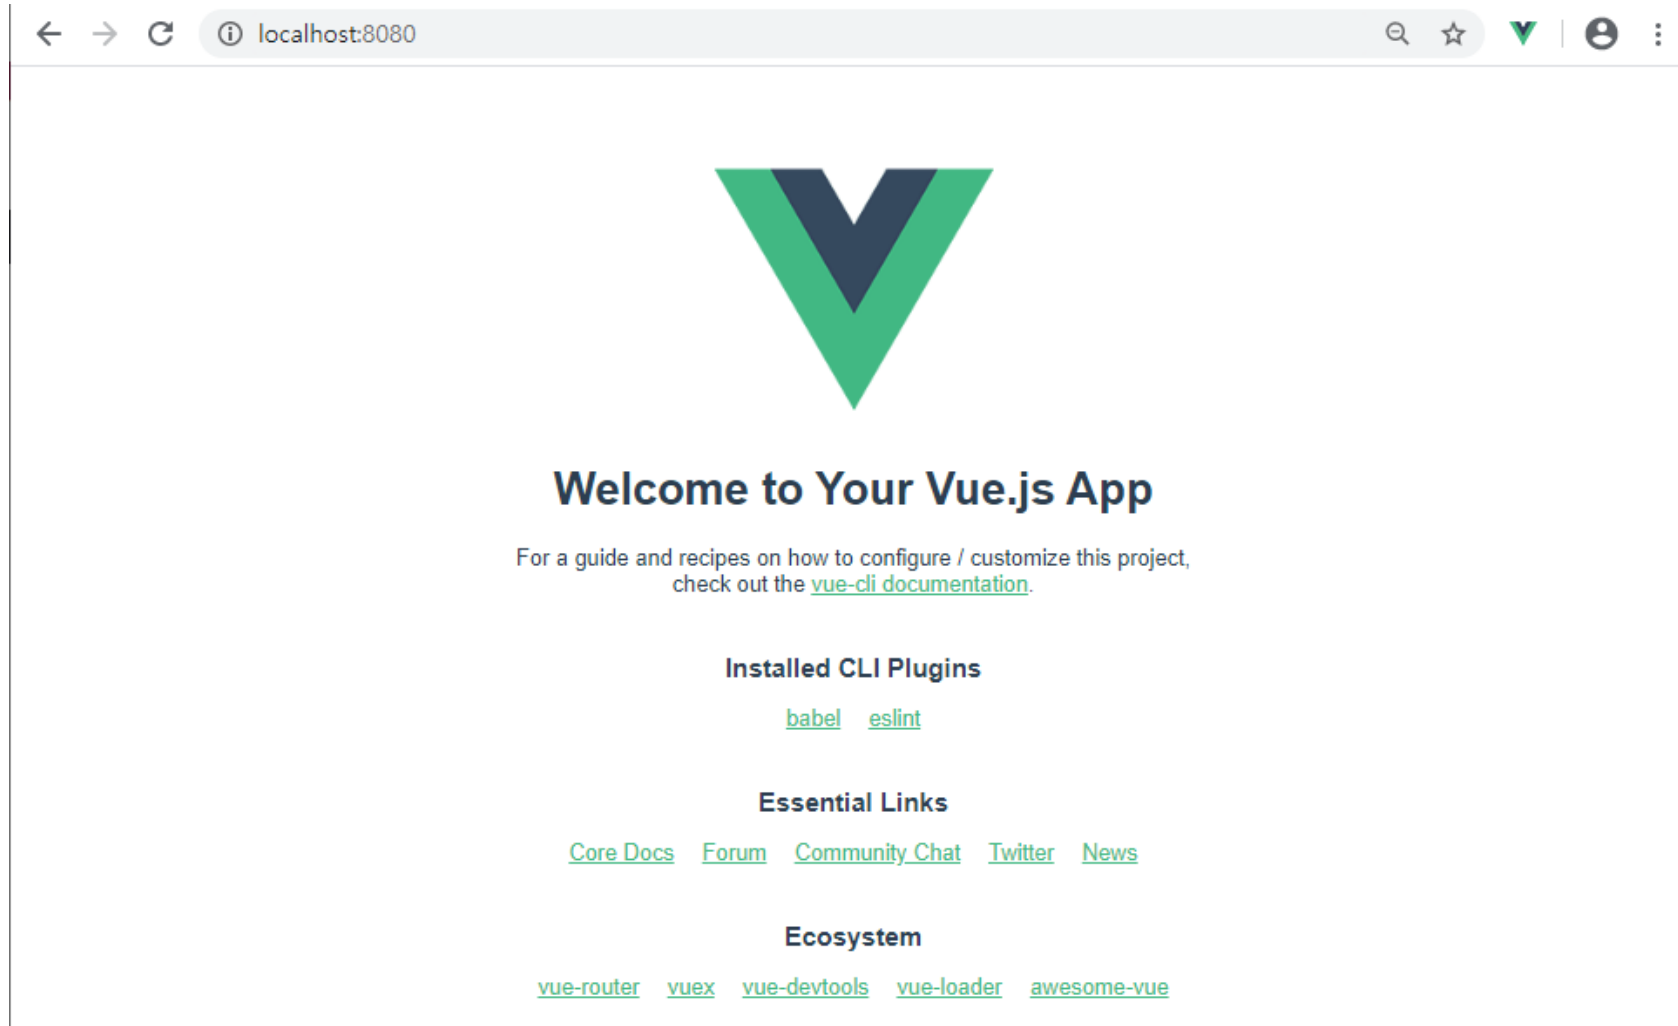 localhost:8080
Welcome to Your Vue.js App
For a guide and recipes on how to configure / customize this project,
check out the vue-cli documentation.
Installed CLI Plugins
babel eslint
Essential Links
Core Docs Forum Community Chat Twitter News
Ecosystem
vue-router vuex vue-devtools vue-loader awesome-vue